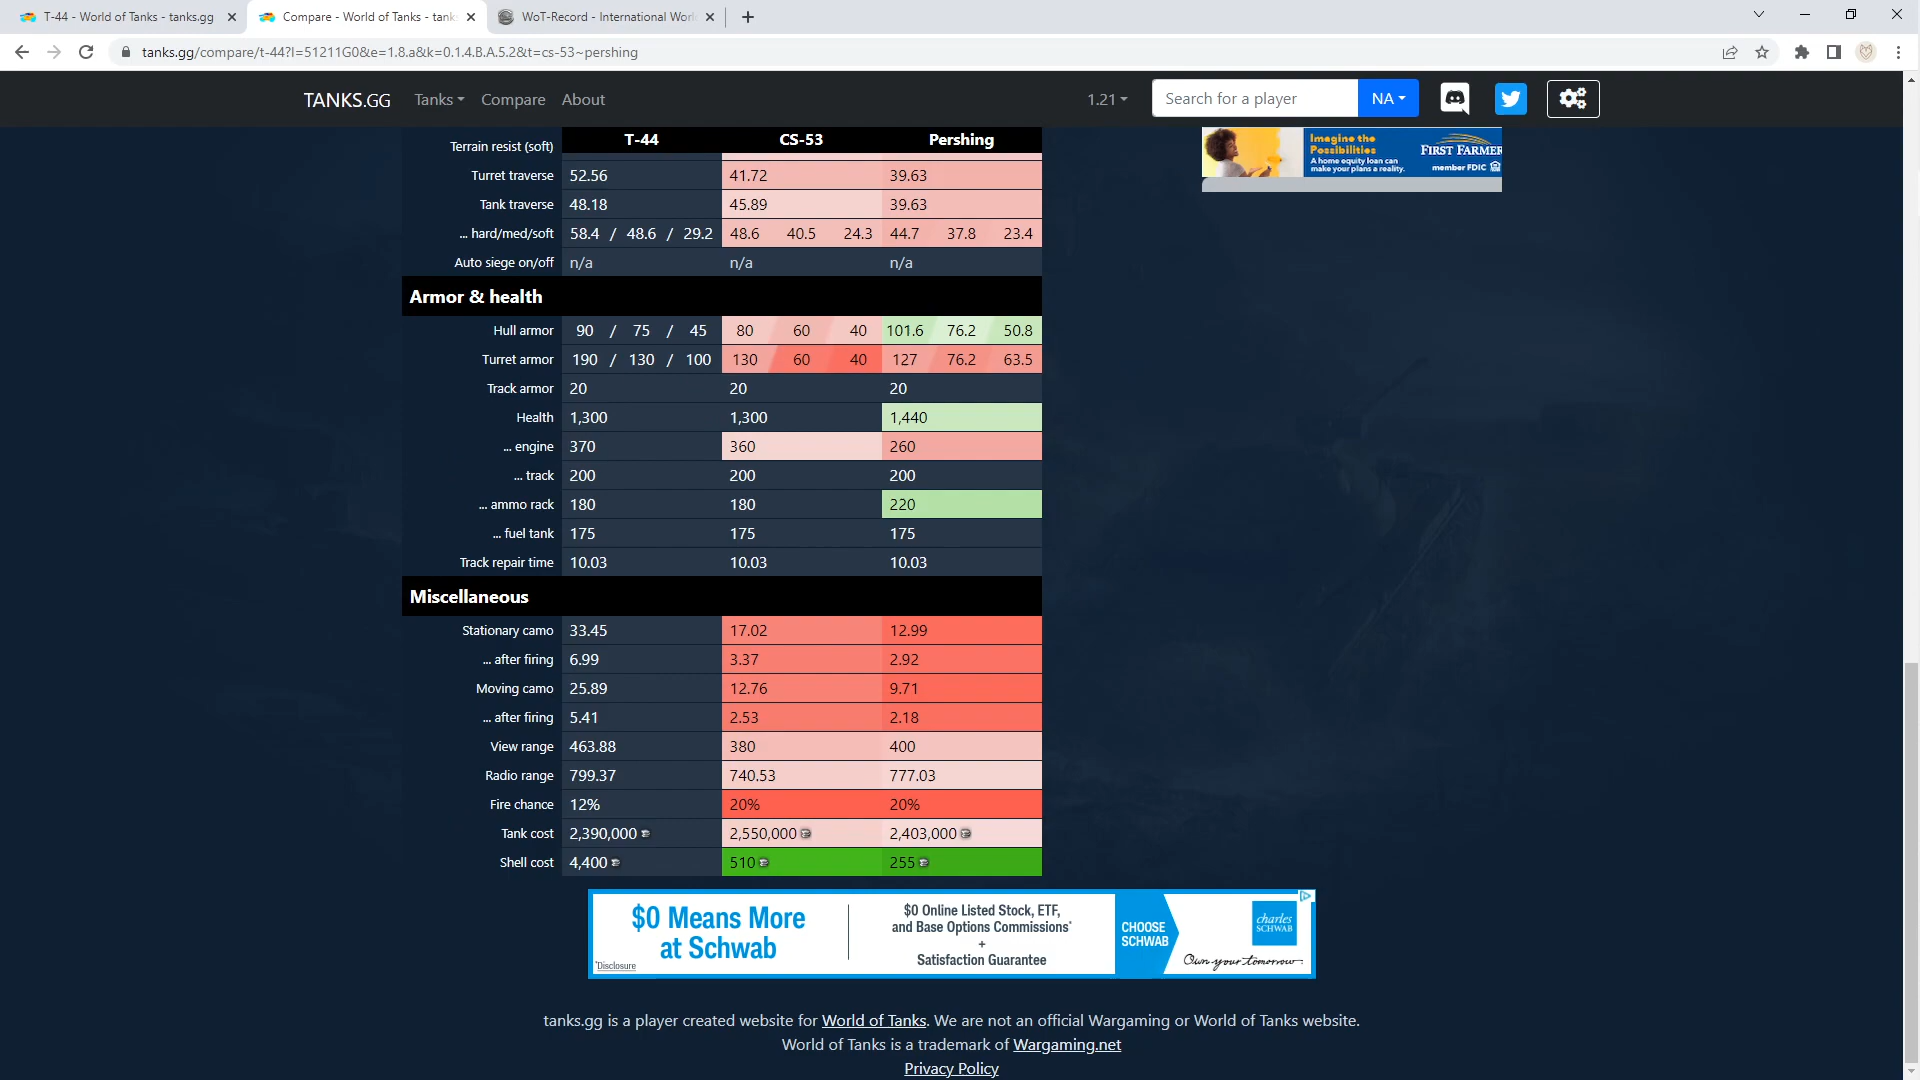 T-44 - World of Tanks - tanks.gg
Compare - World of Tanks - tank
WoT-Record - International Worl
tanks.gg/compare/t-44?l=51211G0&e=1.8.a&k=0.1.4.B.A.5.2&t=cs-53~pershing
TANKS.GG Tanks Compare About 1.21 Search for a player NA
T-44 CS-53 Pershing
Terrain resist (soft)
Turret traverse 52.56 41.72 39.63
Tank traverse 48.18 45.89 39.63
... hard/med/soft 58.4 / 48.6 / 29.2 48.6 40.5 24.3 44.7 37.8 23.4
Auto siege on/off n/a n/a n/a
Armor & health
Hull armor 90 / 75 / 45 80 60 40 101.6 76.2 50.8
Turret armor 190 / 130 / 100 130 60 40 127 76.2 63.5
Track armor 20 20 20
Health 1,300 1,300 1,440
... engine 370 360 260
... track 200 200 200
... ammo rack 180 180 220
... fuel tank 175 175 175
Track repair time 10.03 10.03 10.03
Miscellaneous
Stationary camo 33.45 17.02 12.99
... after firing 6.99 3.37 2.92
Moving camo 25.89 12.76 9.71
... after firing 5.41 2.53 2.18
View range 463.88 380 400
Radio range 799.37 740.53 777.03
Fire chance 12% 20% 20%
Tank cost 2,390,000 2,550,000 2,403,000
Shell cost 4,400 510 255
Imagine the
Possibilities
A home equity loan can
make your plans a reality.
FIRST FARMER
member FDIC
$0 Means More
at Schwab
*Disclosure
$0 Online Listed Stock, ETF,
and Base Options Commissions*
+
Satisfaction Guarantee
CHOOSE
SCHWAB
charles
SCHWAB
Own your tomorrow
tanks.gg is a player created website for World of Tanks. We are not an official Wargaming or World of Tanks website.
World of Tanks is a trademark of Wargaming.net
Privacy Policy